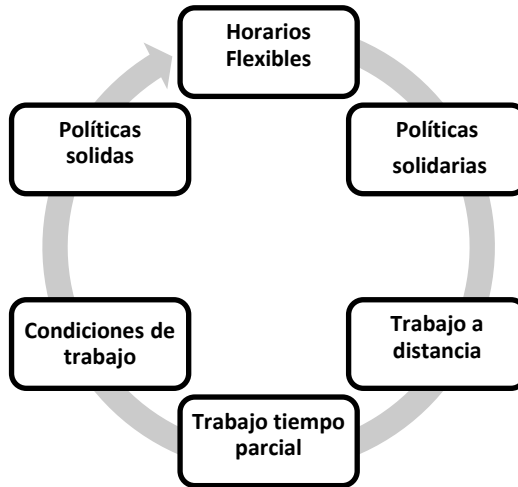 Horarios
Flexibles
Políticas
solidarias
Trabajo a
distancia
Trabajo tiempo
parcial
Condiciones de
trabajo
Políticas
solidas